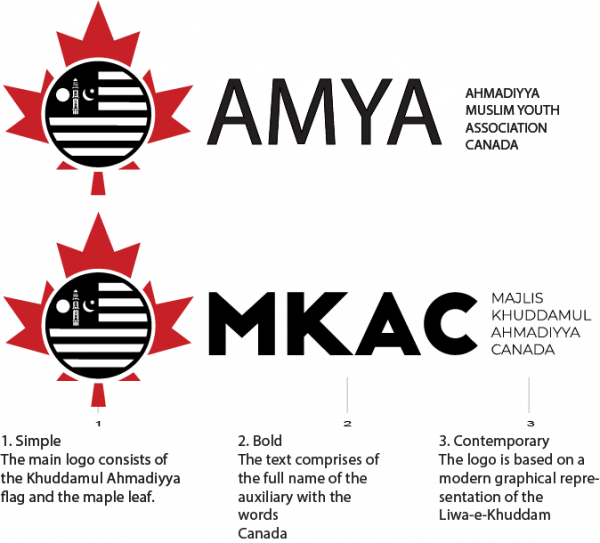 AMYA
AHMADIYYA
MUSLIM YOUTH
ASSOCIATION
CANADA
MKAC
MAJLIS
KHUDDAMUL
AHMADIYYA
CANADA
1
2
3
1. Simple
The main logo consists of
the Khuddamul Ahmadiyya
flag and the maple leaf.
2. Bold
The text comprises of
the full name of the
auxiliary with the
words
Canada
3. Contemporary
The logo is based on a
modern graphical repre-
sentation of the
Liwa-e-Khuddam